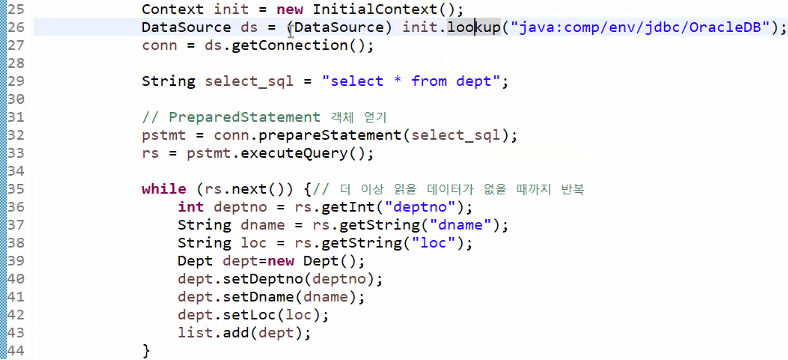 25 Context init = new InitialContext();
26 DataSource ds = (DataSource) init.lookup("java:comp/env/jdbc/OracleDB");
27 conn = ds.getConnection();
28
29 String select_sql = "select * from dept";
30
31 // PreparedStatement 객체 얻기
32 pstmt = conn.prepareStatement(select_sql);
33 rs = pstmt.executeQuery();
34
35 while (rs.next()) {// 더 이상 읽을 데이터가 없을 때까지 반복
36 int deptno = rs.getInt("deptno");
37 String dname = rs.getString("dname");
38 String loc = rs.getString("loc");
39 Dept dept=new Dept();
40 dept.setDeptno(deptno);
41 dept.setDname(dname);
42 dept.setLoc(loc);
43 list.add(dept);
44 }